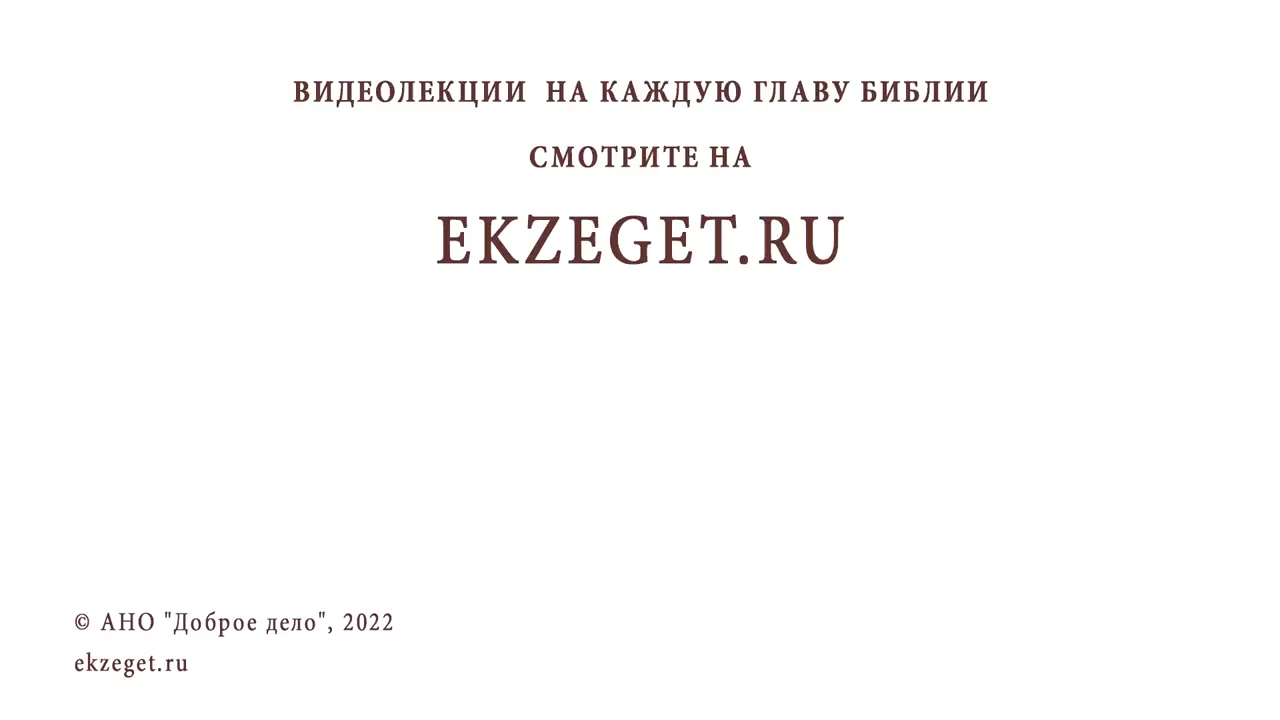 ВИДЕОЛЕКЦИИ НА КАЖДУЮ ГЛАВУ БИБЛИИ
СМОТРИТЕ НА
EKZEGET.RU
© АНО "Доброе дело", 2022
ekzeget.ru